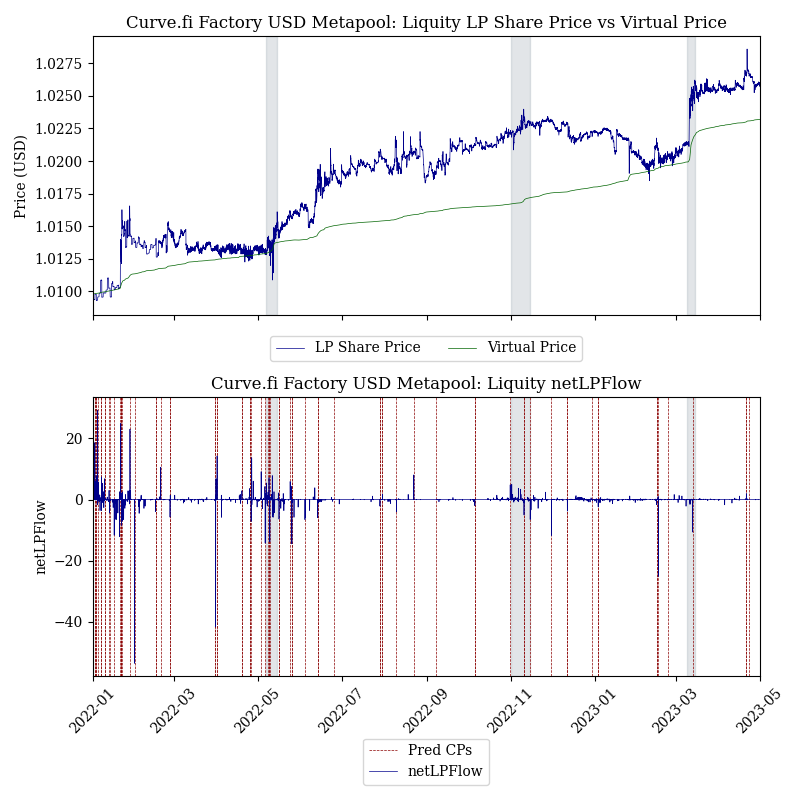 Curve.fi Factory USD Metapool: Liquity LP Share Price vs Virtual Price
1.0275
1.0250
1.0225
1.0200
1.0175
1.0150
1.0125
1.0100
Price (USD)
LP Share Price
Virtual Price
Curve.fi Factory USD Metapool: Liquity netLPFlow
20
0
−20
−40
netLPFlow
2022-01
2022-03
2022-05
2022-07
2022-09
2022-11
2023-01
2023-03
2023-05
Pred CPs
netLPFlow